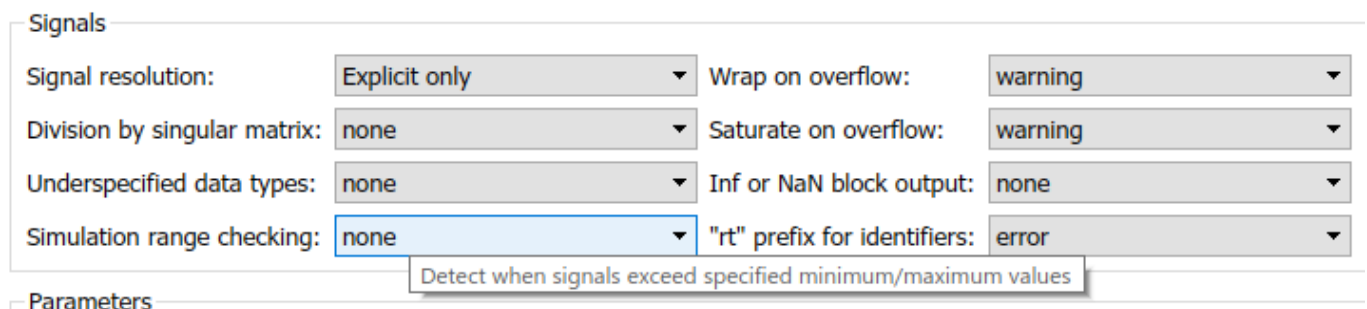 Signals
Signal resolution: Explicit only Wrap on overflow: warning
Division by singular matrix: none Saturate on overflow: warning
Underspecified data types: none Inf or NaN block output: none
Simulation range checking: none "rt" prefix for identifiers: error
Detect when signals exceed specified minimum/maximum values
Parameters